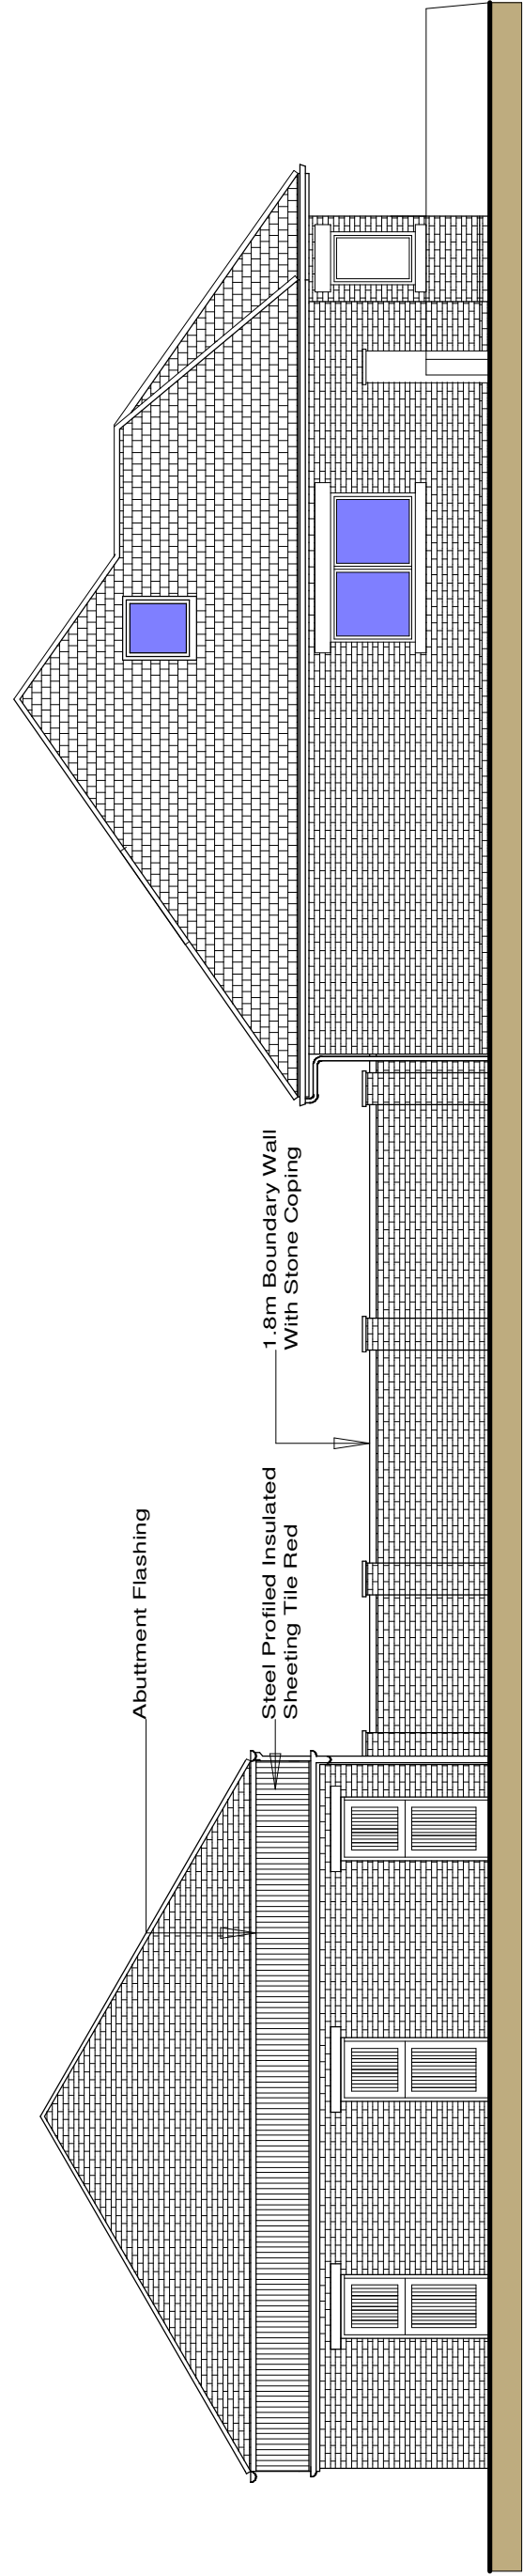 Abuttment Flashing
Steel Profiled Insulated
Sheeting Tile Red
1.8m Boundary Wall
With Stone Coping